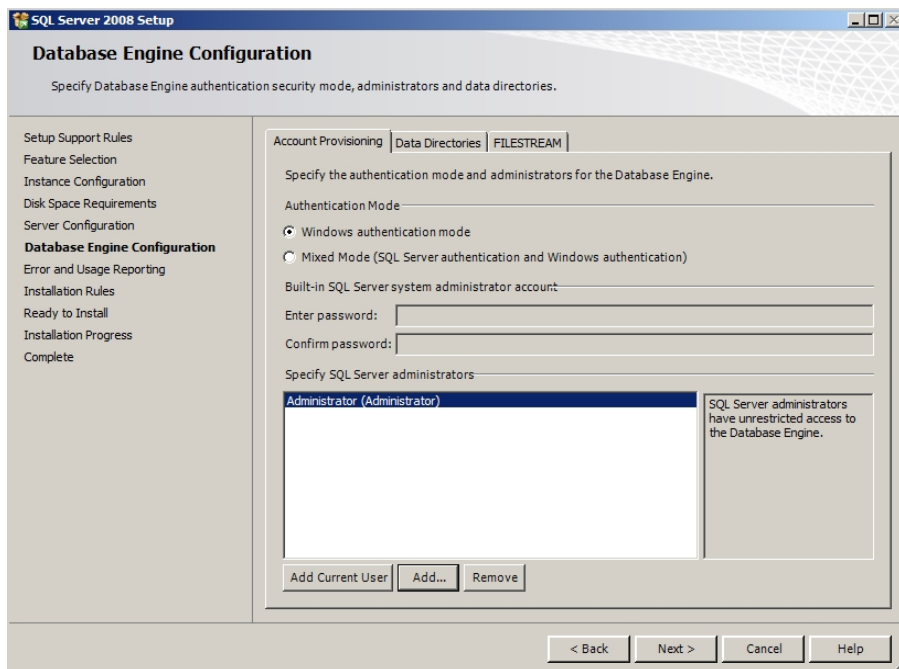 SQL Server 2008 Setup
Database Engine Configuration
Specify Database Engine authentication security mode, administrators and data directories.
Setup Support Rules
Feature Selection
Instance Configuration
Disk Space Requirements
Server Configuration
Database Engine Configuration
Error and Usage Reporting
Installation Rules
Ready to Install
Installation Progress
Complete
Account Provisioning
Data Directories
FILESTREAM
Specify the authentication mode and administrators for the Database Engine.
Authentication Mode
Windows authentication mode
Mixed Mode (SQL Server authentication and Windows authentication)
Built-in SQL Server system administrator account
Enter password:
Confirm password:
Specify SQL Server administrators
Administrator (Administrator)
SQL Server administrators
have unrestricted access to
the Database Engine.
Add Current User
Add...
Remove
< Back
Next >
Cancel
Help